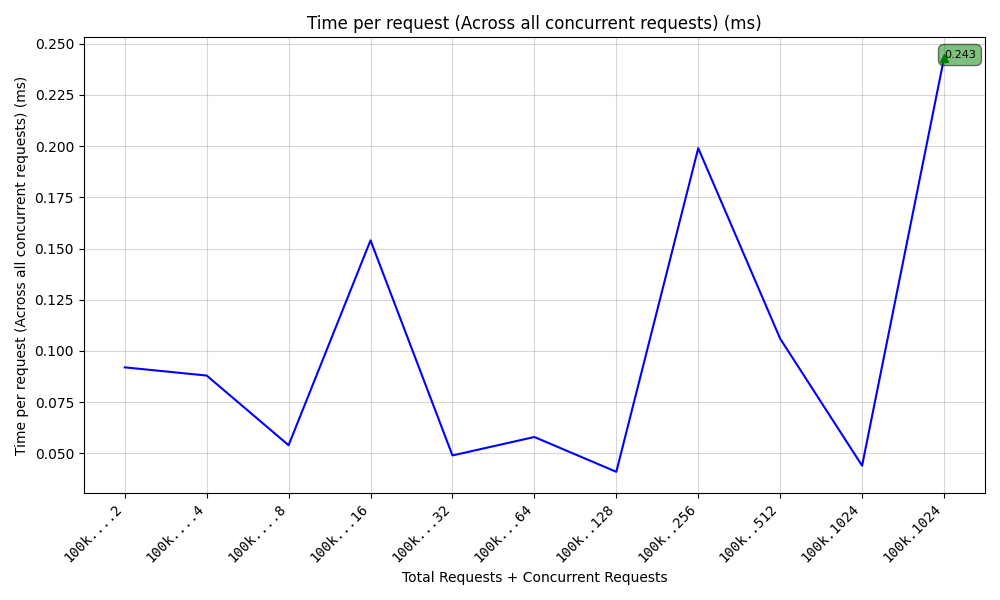 Time per request (Across all concurrent requests) (ms)
Time per request (Across all concurrent requests) (ms)
0.250
0.225
0.200
0.175
0.150
0.125
0.100
0.075
0.050
0.243
100k....2
100k....4
100k....8
100k...16
100k...32
100k...64
100k..128
100k..256
100k..512
100k.1024
100k.1024
Total Requests + Concurrent Requests